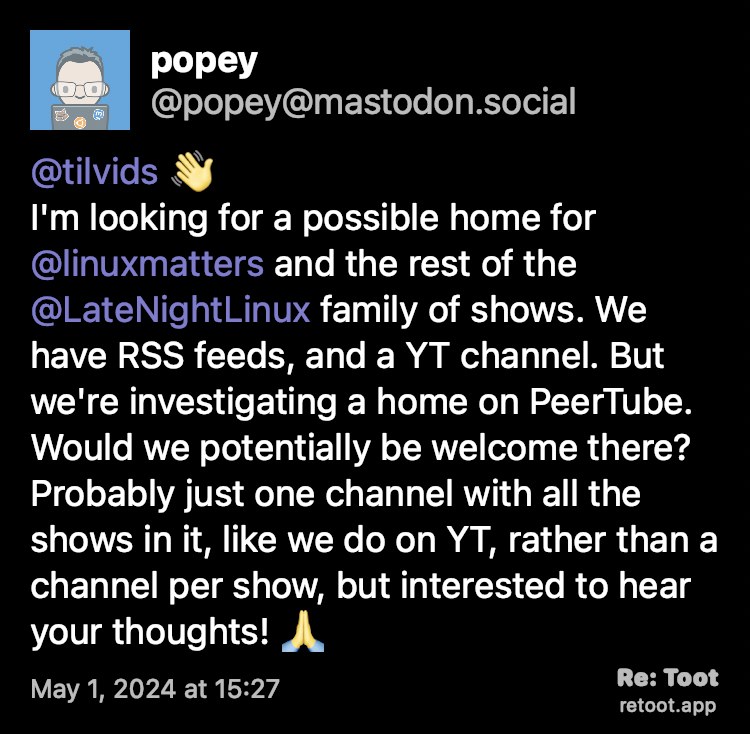 popey
@popey@mastodon.social
@tilvids 👋
I'm looking for a possible home for
@linuxmatters and the rest of the
@LateNightLinux family of shows. We
have RSS feeds, and a YT channel. But
we're investigating a home on PeerTube.
Would we potentially be welcome there?
Probably just one channel with all the
shows in it, like we do on YT, rather than a
channel per show, but interested to hear
your thoughts! 🙏
May 1, 2024 at 15:27
Re: Toot
retoot.app